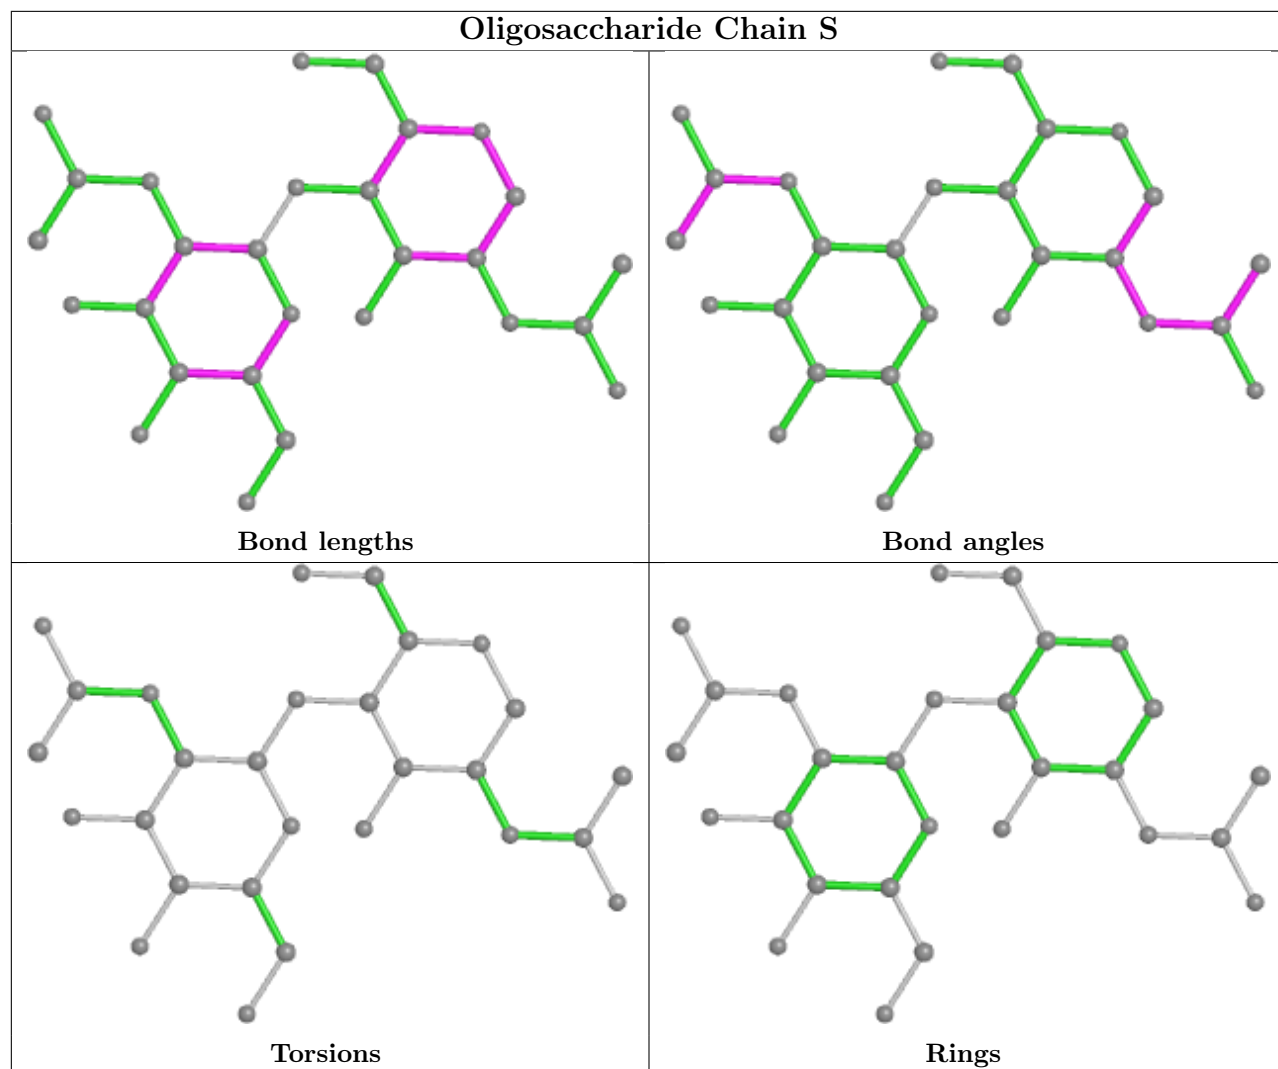 Oligosaccharide Chain S
Bond lengths
Bond angles
Torsions
Rings